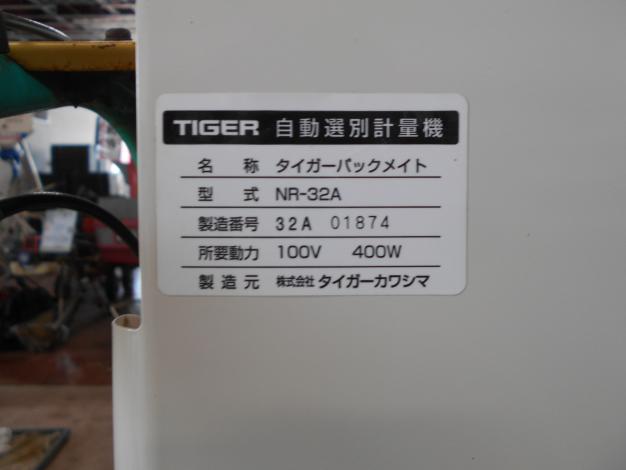 TIGER 自動選別計量機
名称 タイガーパックメイト
型式 NR-32A
製造番号 32A 01874
所要動力 100V 400W
製造元 株式会社 タイガーカワシマ